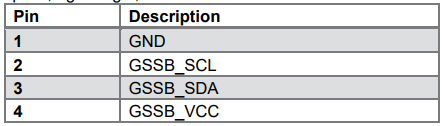 Pin Description
1 GND
2 GSSB_SCL
3 GSSB_SDA
4 GSSB_VCC